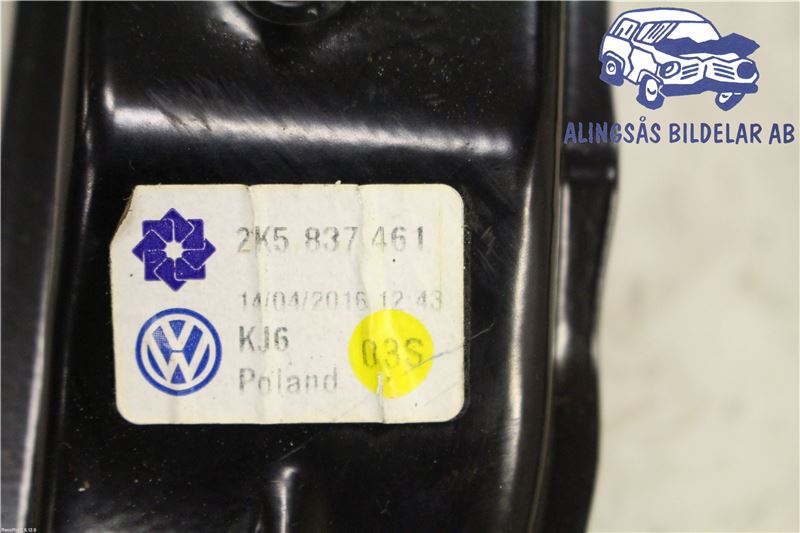 ALINGSÅS BILDELAR AB
2K5 837 461
14/04/2016 12:43
KJ6
03S
Poland